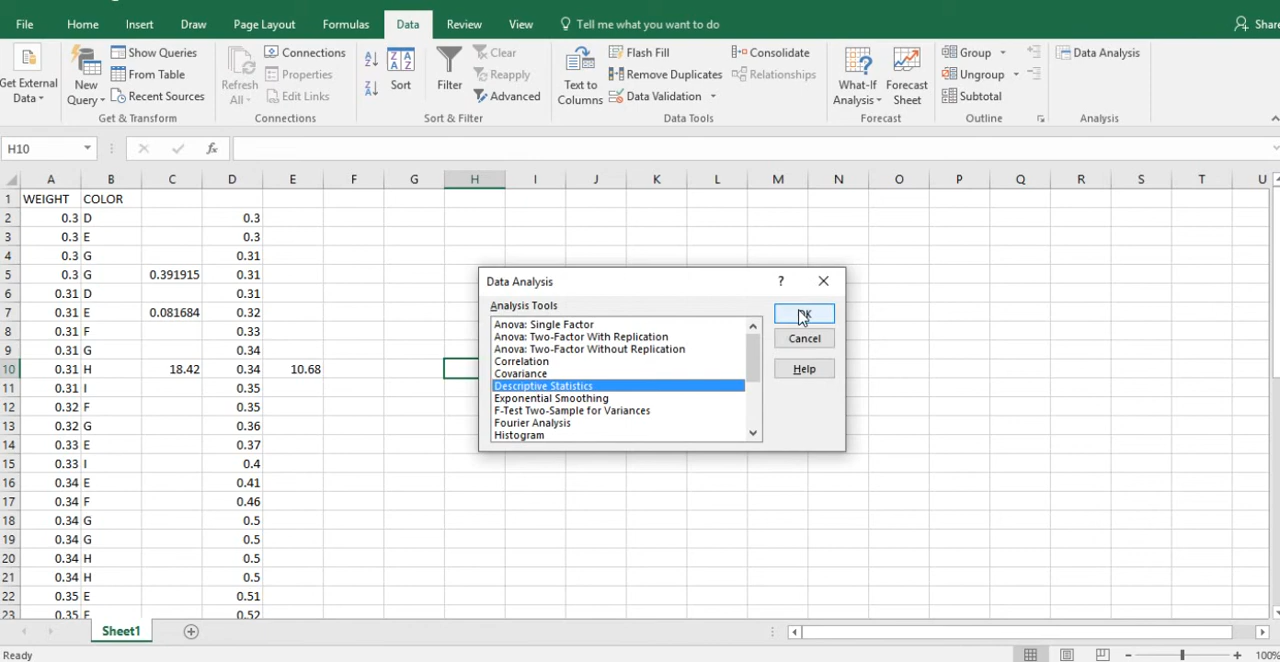 File Home Insert Draw Page Layout Formulas Data Review View Tell me what you want to do Share
Get External Data
New Query
Show Queries
From Table
Recent Sources
Get & Transform
Refresh All
Connections
Properties
Edit Links
Connections
Sort
Filter
Clear
Reapply
Advanced
Sort & Filter
Text to Columns
Flash Fill
Remove Duplicates
Data Validation
Consolidate
Relationships
Data Tools
What-If Analysis
Forecast Sheet
Forecast
Group
Ungroup
Subtotal
Outline
Data Analysis
Analysis
H10 fx
A B C D E F G H I J K L M N O P Q R S T U
1 WEIGHT COLOR
2 0.3 D 0.3
3 0.3 E 0.3
4 0.3 G 0.31
5 0.3 G 0.391915 0.31
6 0.31 D 0.31
7 0.31 E 0.081684 0.32
8 0.31 F 0.33
9 0.31 G 0.34
10 0.31 H 18.42 0.34 10.68
11 0.31 I 0.35
12 0.32 F 0.35
13 0.32 G 0.36
14 0.33 E 0.37
15 0.33 I 0.4
16 0.34 E 0.41
17 0.34 F 0.46
18 0.34 G 0.5
19 0.34 G 0.5
20 0.34 H 0.5
21 0.34 H 0.5
22 0.35 E 0.51
23 0.35 F 0.52
Data Analysis ?
Analysis Tools
Anova: Single Factor
Anova: Two-Factor With Replication
Anova: Two-Factor Without Replication
Correlation
Covariance
Descriptive Statistics
Exponential Smoothing
F-Test Two-Sample for Variances
Fourier Analysis
Histogram
OK
Cancel
Help
Sheet1
Ready 100%